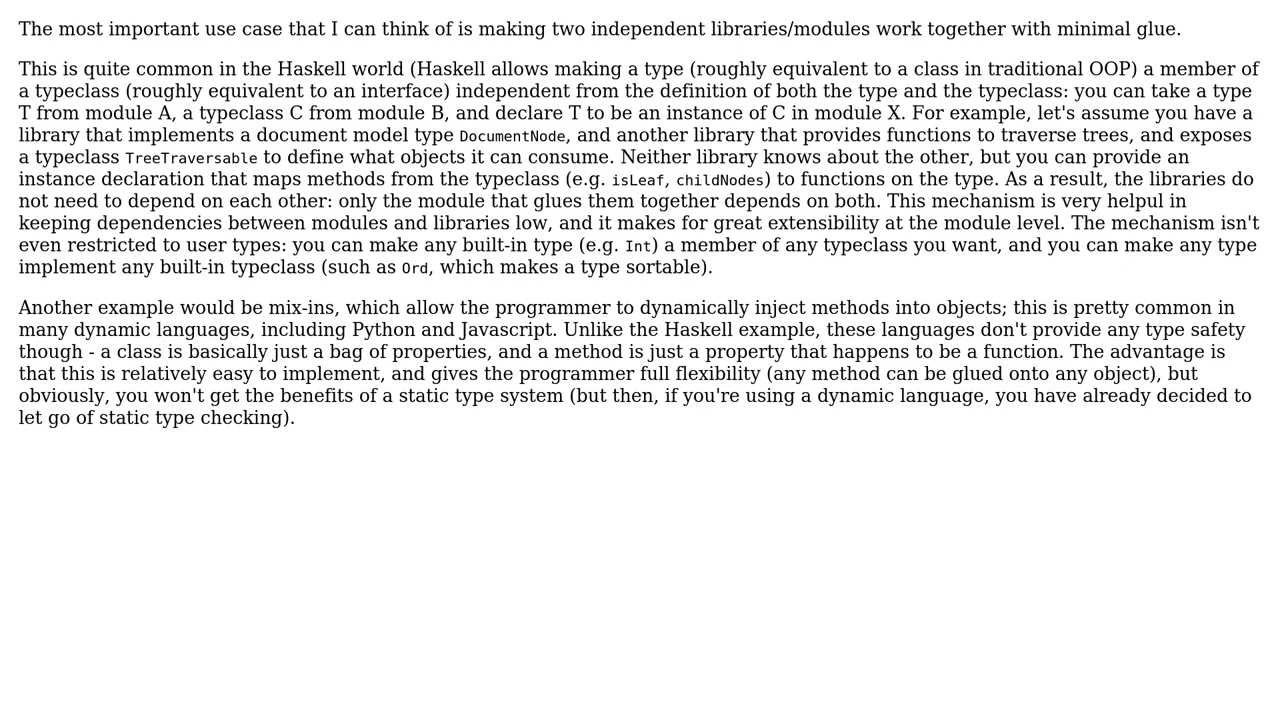 The most important use case that I can think of is making two independent libraries/modules work together with minimal glue.
This is quite common in the Haskell world (Haskell allows making a type (roughly equivalent to a class in traditional OOP) a member of
a typeclass (roughly equivalent to an interface) independent from the definition of both the type and the typeclass: you can take a type
T from module A, a typeclass C from module B, and declare T to be an instance of C in module X. For example, let's assume you have a
library that implements a document model type DocumentNode, and another library that provides functions to traverse trees, and exposes
a typeclass TreeTraversable to define what objects it can consume. Neither library knows about the other, but you can provide an
instance declaration that maps methods from the typeclass (e.g. isLeaf, childNodes) to functions on the type. As a result, the libraries do
not need to depend on each other: only the module that glues them together depends on both. This mechanism is very helpul in
keeping dependencies between modules and libraries low, and it makes for great extensibility at the module level. The mechanism isn't
even restricted to user types: you can make any built-in type (e.g. Int) a member of any typeclass you want, and you can make any type
implement any built-in typeclass (such as Ord, which makes a type sortable).
Another example would be mix-ins, which allow the programmer to dynamically inject methods into objects; this is pretty common in
many dynamic languages, including Python and Javascript. Unlike the Haskell example, these languages don't provide any type safety
though - a class is basically just a bag of properties, and a method is just a property that happens to be a function. The advantage is
that this is relatively easy to implement, and gives the programmer full flexibility (any method can be glued onto any object), but
obviously, you won't get the benefits of a static type system (but then, if you're using a dynamic language, you have already decided to
let go of static type checking).